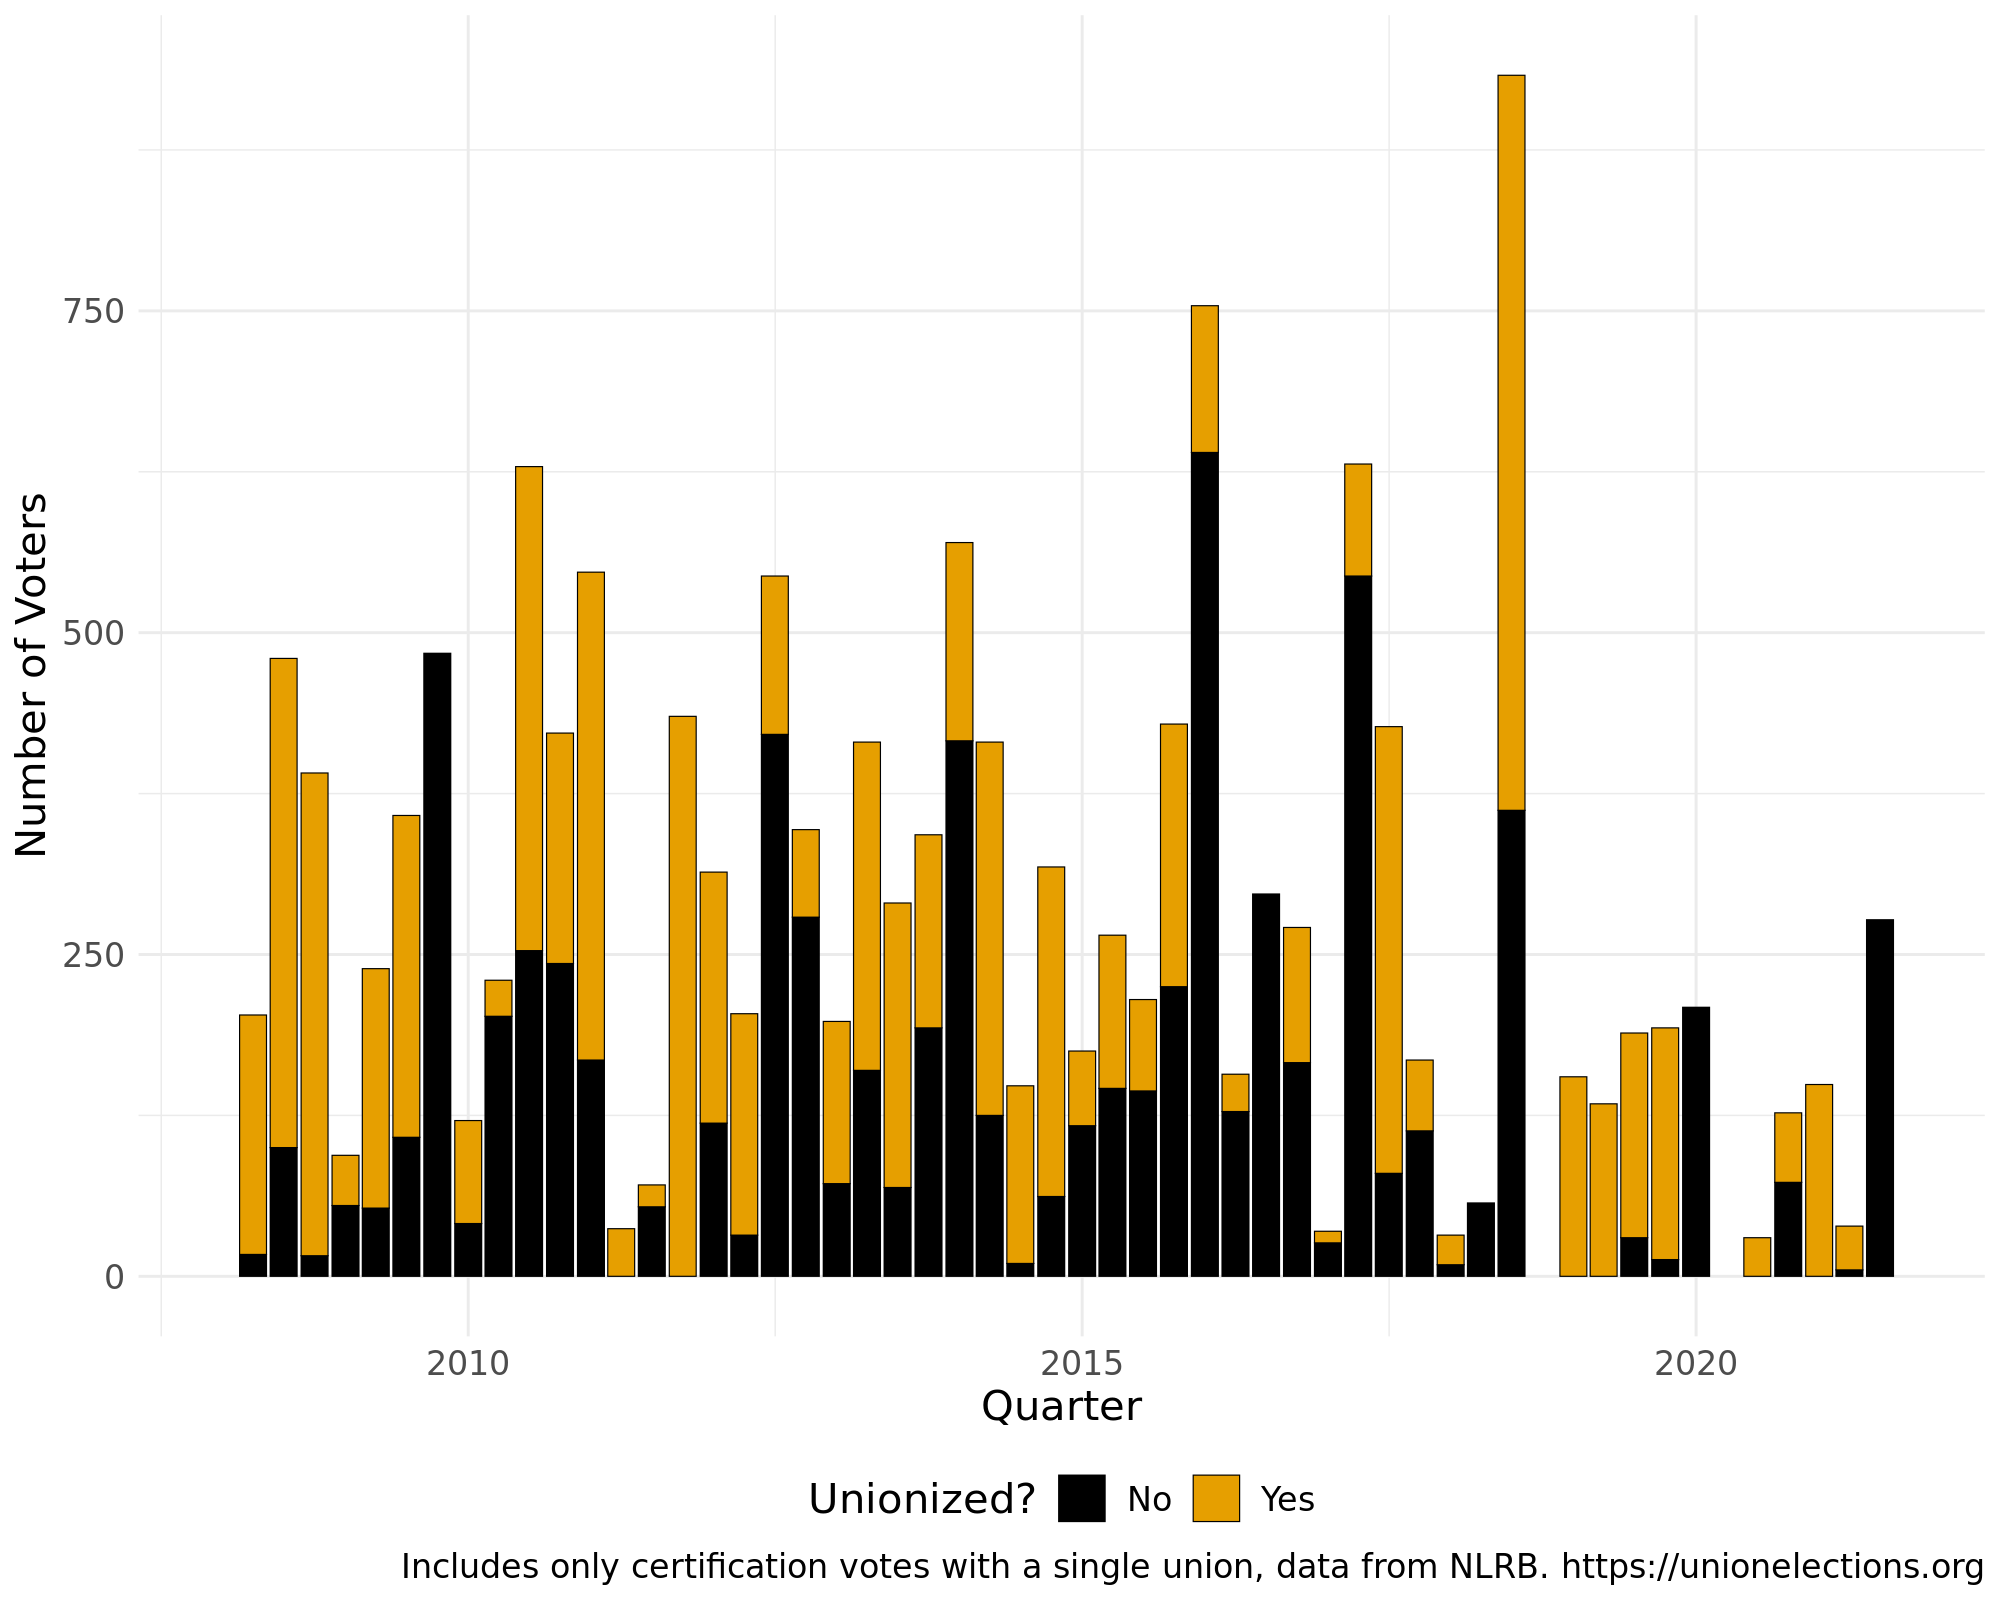 750
500
250
0
Number of Voters
2010 2015 2020
Quarter
Unionized? No Yes
Includes only certification votes with a single union, data from NLRB. https://unionelections.org